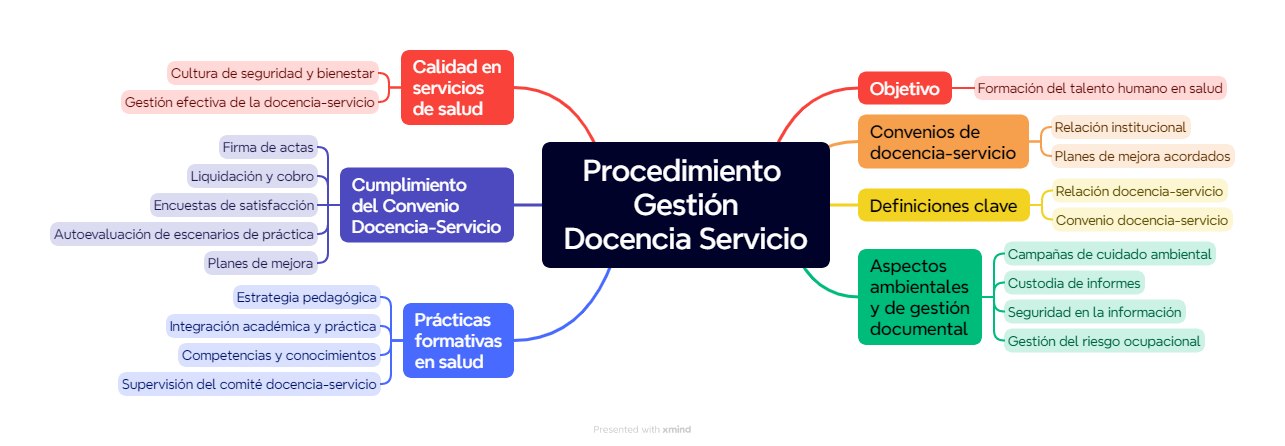 Procedimiento
Gestión
Docencia Servicio
Objetivo
Formación del talento humano en salud
Convenios de
docencia-servicio
Relación institucional
Planes de mejora acordados
Definiciones clave
Relación docencia-servicio
Convenio docencia-servicio
Aspectos
ambientales
y de gestión
documental
Campañas de cuidado ambiental
Custodia de informes
Seguridad en la información
Gestión del riesgo ocupacional
Calidad en
servicios
de salud
Cultura de seguridad y bienestar
Gestión efectiva de la docencia-servicio
Cumplimiento
del Convenio
Docencia-Servicio
Firma de actas
Liquidación y cobro
Encuestas de satisfacción
Autoevaluación de escenarios de práctica
Planes de mejora
Prácticas
formativas
en salud
Estrategia pedagógica
Integración académica y práctica
Competencias y conocimientos
Supervisión del comité docencia-servicio
Presented with xmind